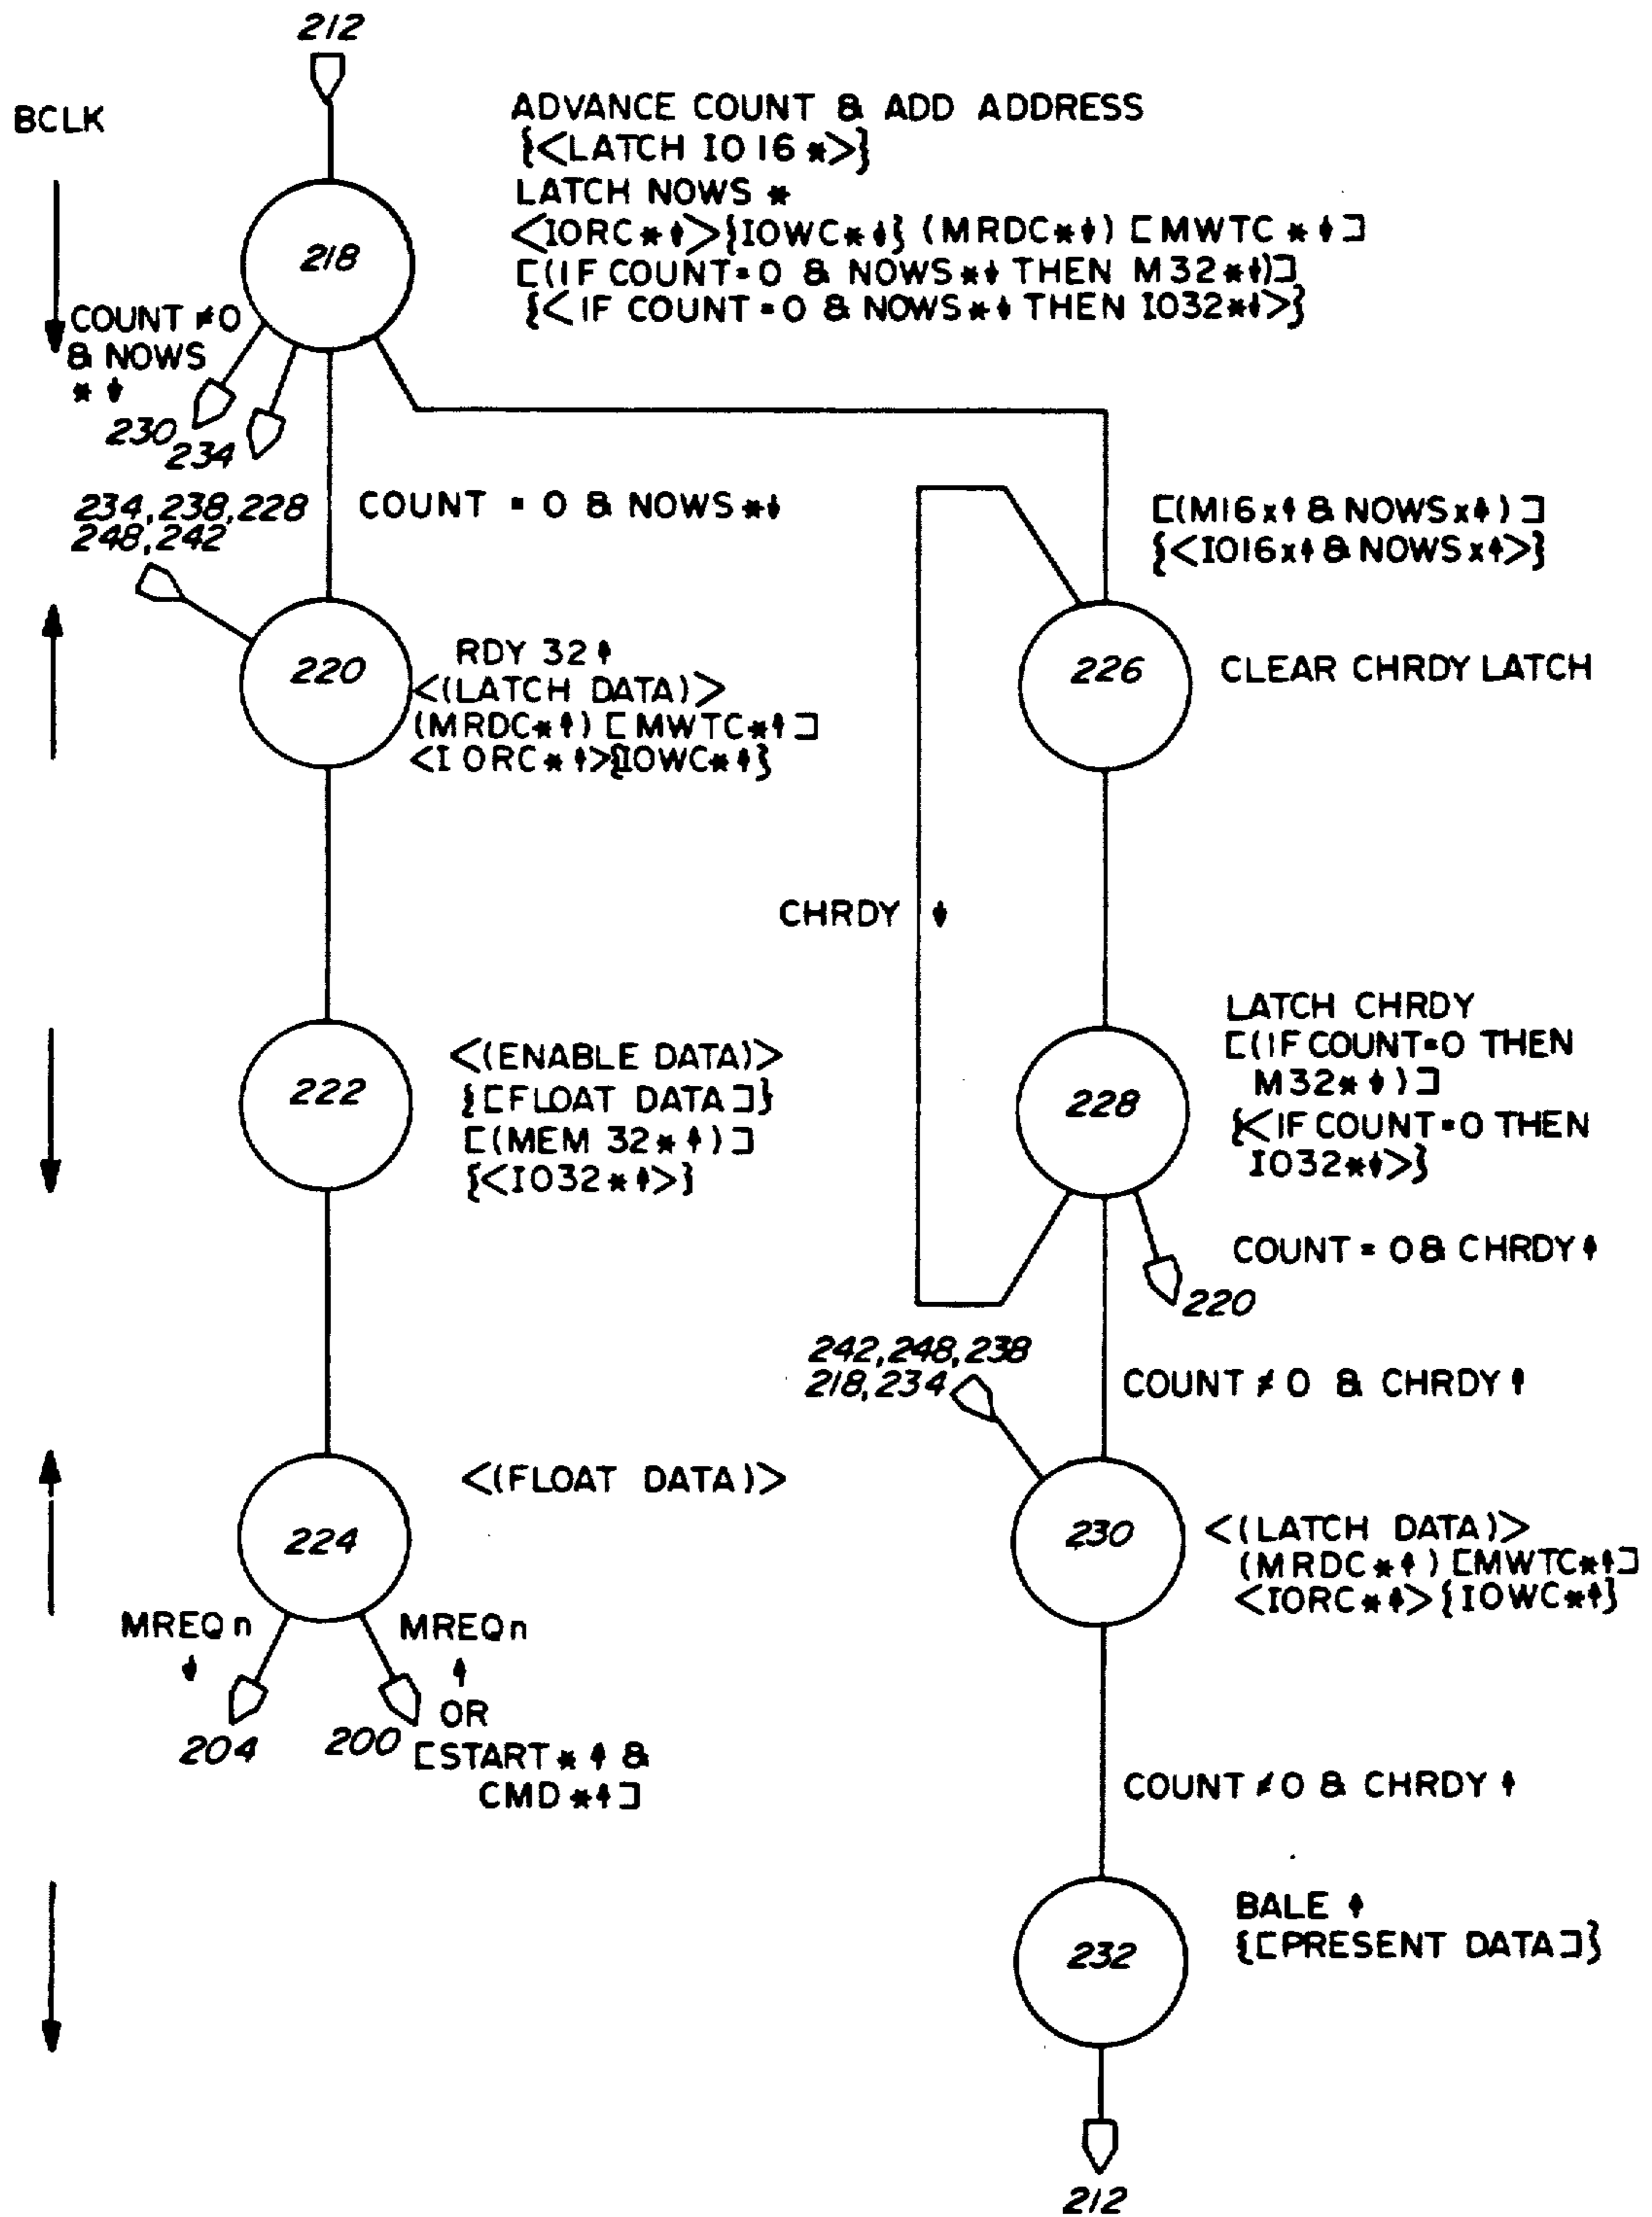 212
BCLK
ADVANCE COUNT & ADD ADDRESS
{<LATCH IO16*>}
LATCH NOWS *
<IORC*↓>{IOWC*↓} (MRDC*↓) [MWTC *↓]
[(IF COUNT=0 & NOWS*↓ THEN M32*↓)]
{<IF COUNT=0 & NOWS*↓ THEN IO32*↓>}
218
COUNT ≠0
& NOWS
* ↓
230
234
234,238,228
248,242
COUNT = 0 & NOWS*↓
[(M16x↑ & NOWSx↑)]
{<IO16x↑ & NOWSx↑>}
220
RDY 32↑
<(LATCH DATA)>
(MRDC*↑) [MWTC*↑]
<IORC*↑>{IOWC*↑}
226
CLEAR CHRDY LATCH
CHRDY ↓
222
<(ENABLE DATA)>
{[FLOAT DATA]}
[(MEM 32*↑)]
{<IO32*↑>}
228
LATCH CHRDY
[(IF COUNT=0 THEN
M32*↓)]
{<IF COUNT=0 THEN
IO32*↓>}
COUNT = 0 & CHRDY↑
220
242,248,238
218,234
COUNT ≠ 0 & CHRDY↑
224
<(FLOAT DATA)>
230
<(LATCH DATA)>
(MRDC*↑) [MWTC*↑]
<IORC*↑>{IOWC*↑}
MREQn
↓
204
MREQn
↑
OR
200
[START*↑ &
CMD*↑]
COUNT ≠0 & CHRDY ↑
232
BALE ↑
{[PRESENT DATA]}
212